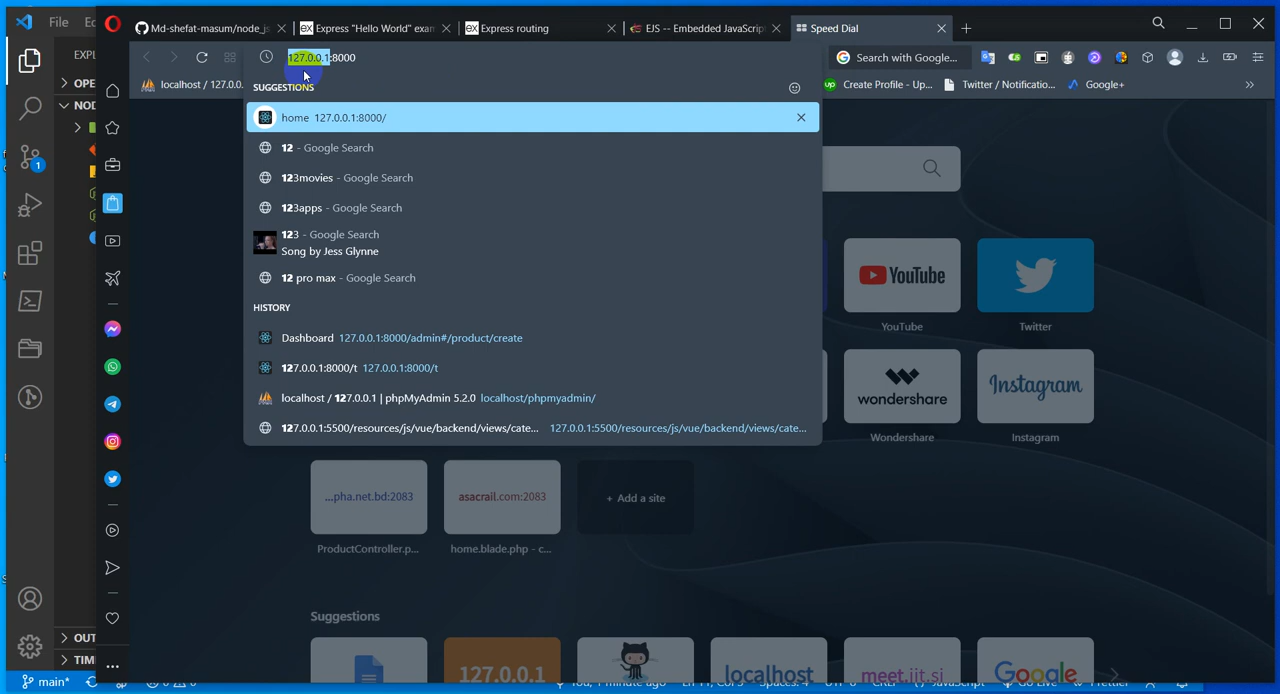 File
Md-shefat-masum/node_js
Express "Hello World" exam
Express routing
EJS -- Embedded JavaScript
Speed Dial
EXPL
127.0.0.1:8000
Search with Google...
OPE
localhost / 127.0.0.
SUGGESTIONS
Create Profile - Up...
Twitter / Notificatio...
Google+
NOD
home 127.0.0.1:8000/
12 - Google Search
123movies - Google Search
123apps - Google Search
123 - Google Search
Song by Jess Glynne
12 pro max - Google Search
HISTORY
Dashboard 127.0.0.1:8000/admin#/product/create
127.0.0.1:8000/t 127.0.0.1:8000/t
localhost / 127.0.0.1 | phpMyAdmin 5.2.0 localhost/phpmyadmin/
127.0.0.1:5500/resources/js/vue/backend/views/cate... 127.0.0.1:5500/resources/js/vue/backend/views/cate...
YouTube
YouTube
Twitter
wondershare
Instagram
Wondershare
Instagram
...pha.net.bd:2083
asacrail.com:2083
+ Add a site
ProductController.p...
home.blade.php - c...
Suggestions
OUT
TIM
127.0.0.1
localhost
meet.jit.si
Google
main*